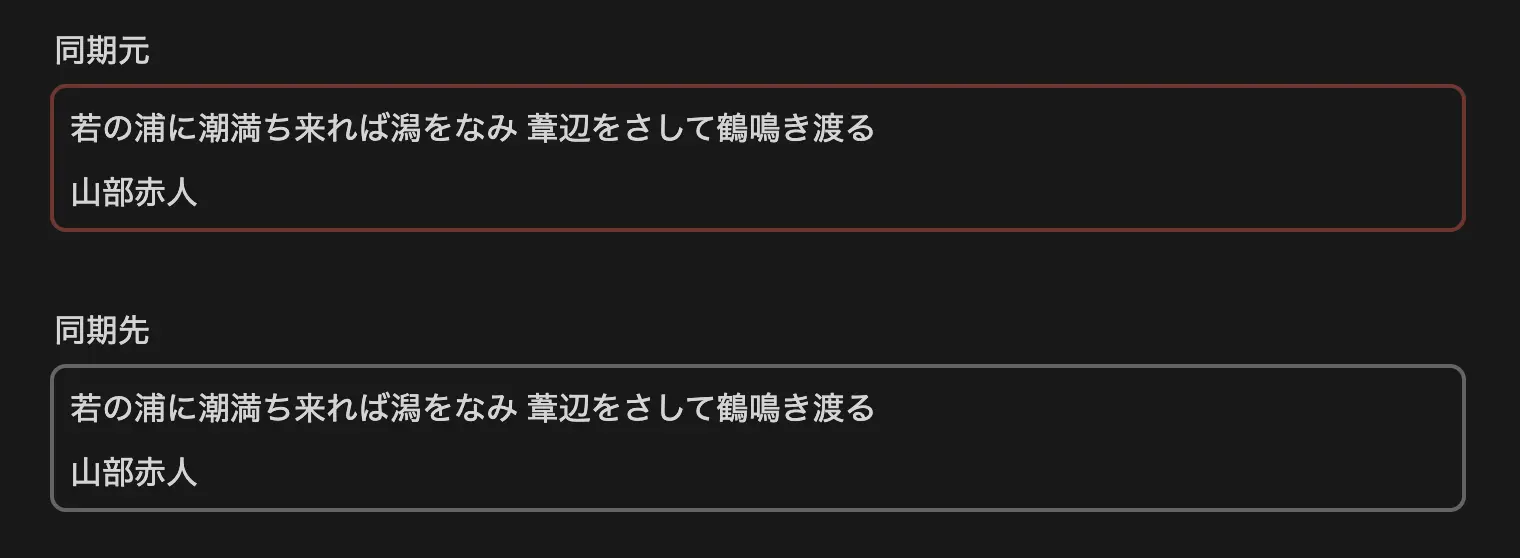 同期元
若の浦に潮満ち来れば潟をなみ 葦辺をさして鶴鳴き渡る
山部赤人
同期先
若の浦に潮満ち来れば潟をなみ 葦辺をさして鶴鳴き渡る
山部赤人